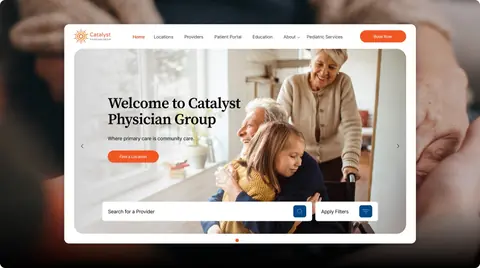 Catalyst
Home
Locations
Providers
Patient Portal
Education
About
Pediatric Services
Book Now
Welcome to Catalyst
Physician Group
Where primary care is community care.
Find a Location
Search for a Provider
Apply Filters